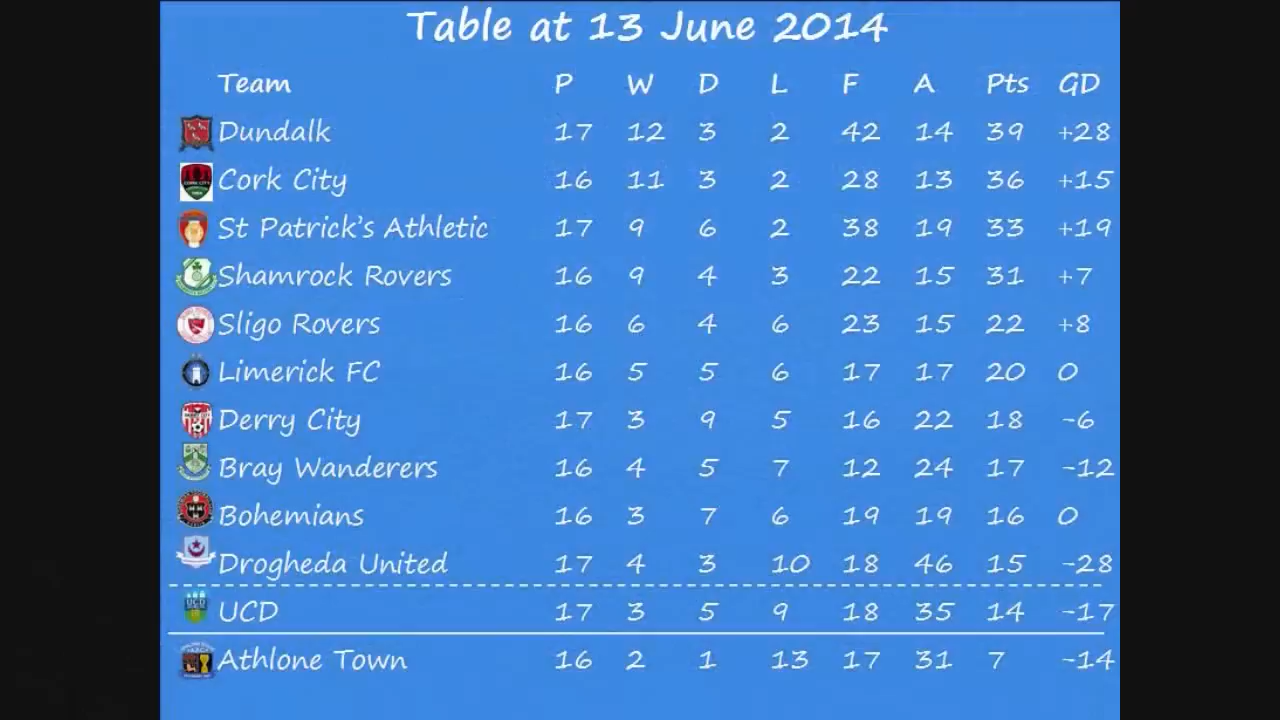 Table at 13 June 2014
Team P W D L F A Pts GD
Dundalk 17 12 3 2 42 14 39 +28
Cork City 16 11 3 2 28 13 36 +15
St Patrick's Athletic 17 9 6 2 38 19 33 +19
Shamrock Rovers 16 9 4 3 22 15 31 +7
Sligo Rovers 16 6 4 6 23 15 22 +8
Limerick FC 16 5 5 6 17 17 20 0
Derry City 17 3 9 5 16 22 18 -6
Bray Wanderers 16 4 5 7 12 24 17 -12
Bohemians 16 3 7 6 19 19 16 0
Drogheda United 17 4 3 10 18 46 15 -28
UCD 17 3 5 9 18 35 14 -17
Athlone Town 16 2 1 13 17 31 7 -14